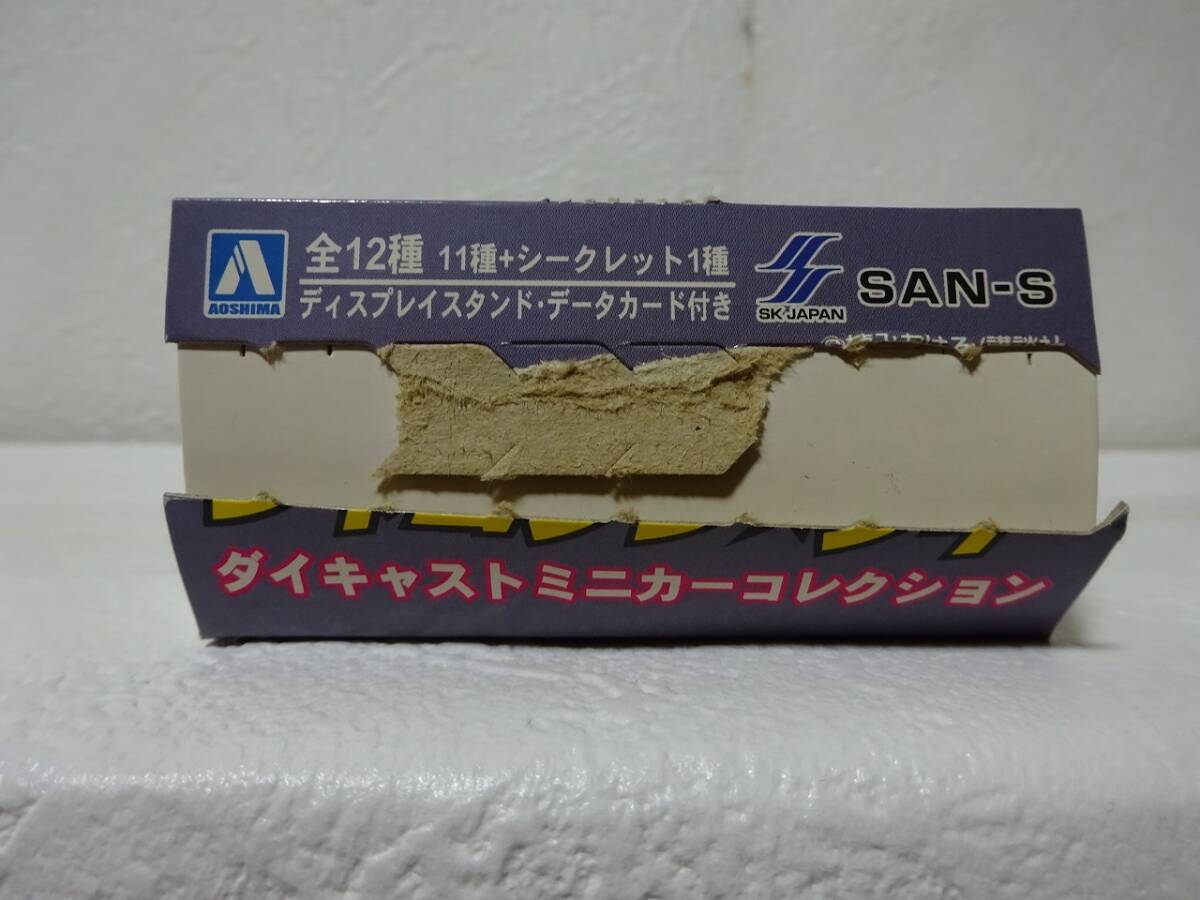 AOSHIMA
全12種 11種+シークレット1種
ディスプレイスタンド・データカード付き
SK JAPAN
SAN-S
ダイキャストミニカーコレクション